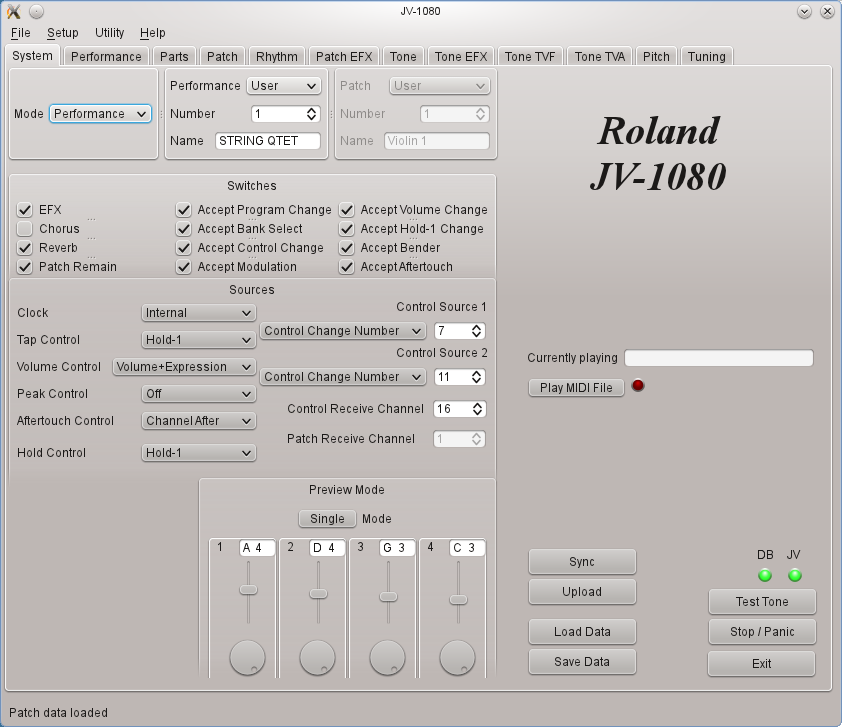 JV-1080
File Setup Utility Help
System Performance Parts Patch Rhythm Patch EFX Tone Tone EFX Tone TVF Tone TVA Pitch Tuning
Mode Performance
Performance User
Number 1
Name STRING QTET
Patch User
Number 1
Name Violin 1
Roland
JV-1080
Switches
EFX Accept Program Change Accept Volume Change
Chorus Accept Bank Select Accept Hold-1 Change
Reverb Accept Control Change Accept Bender
Patch Remain Accept Modulation Accept Aftertouch
Sources
Clock Internal
Tap Control Hold-1
Volume Control Volume+Expression
Peak Control Off
Aftertouch Control Channel After
Hold Control Hold-1
Control Source 1
Control Change Number 7
Control Source 2
Control Change Number 11
Control Receive Channel 16
Patch Receive Channel 1
Currently playing
Play MIDI File
Preview Mode
Single Mode
1 A 4 2 D 4 3 G 3 4 C 3
Sync
Upload
Load Data
Save Data
DB JV
Test Tone
Stop / Panic
Exit
Patch data loaded